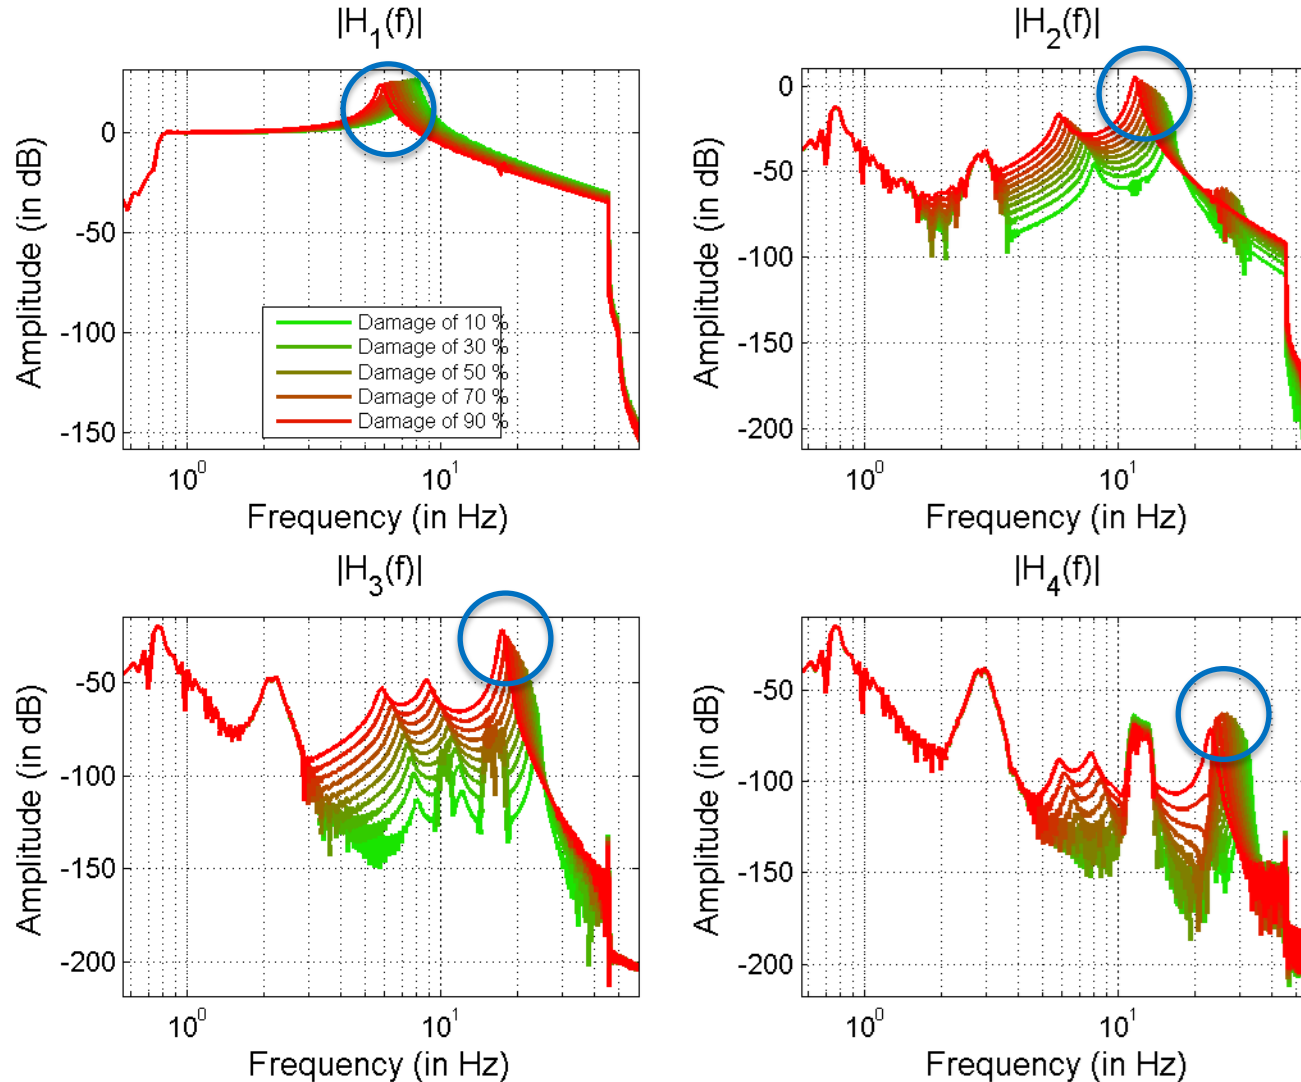 |H1(f)|
Amplitude (in dB)
0
-50
-100
-150
Damage of 10 %
Damage of 30 %
Damage of 50 %
Damage of 70 %
Damage of 90 %
10^0
10^1
Frequency (in Hz)
|H2(f)|
Amplitude (in dB)
0
-50
-100
-150
-200
10^0
10^1
Frequency (in Hz)
|H3(f)|
Amplitude (in dB)
-50
-100
-150
-200
10^0
10^1
Frequency (in Hz)
|H4(f)|
Amplitude (in dB)
-50
-100
-150
-200
10^0
10^1
Frequency (in Hz)